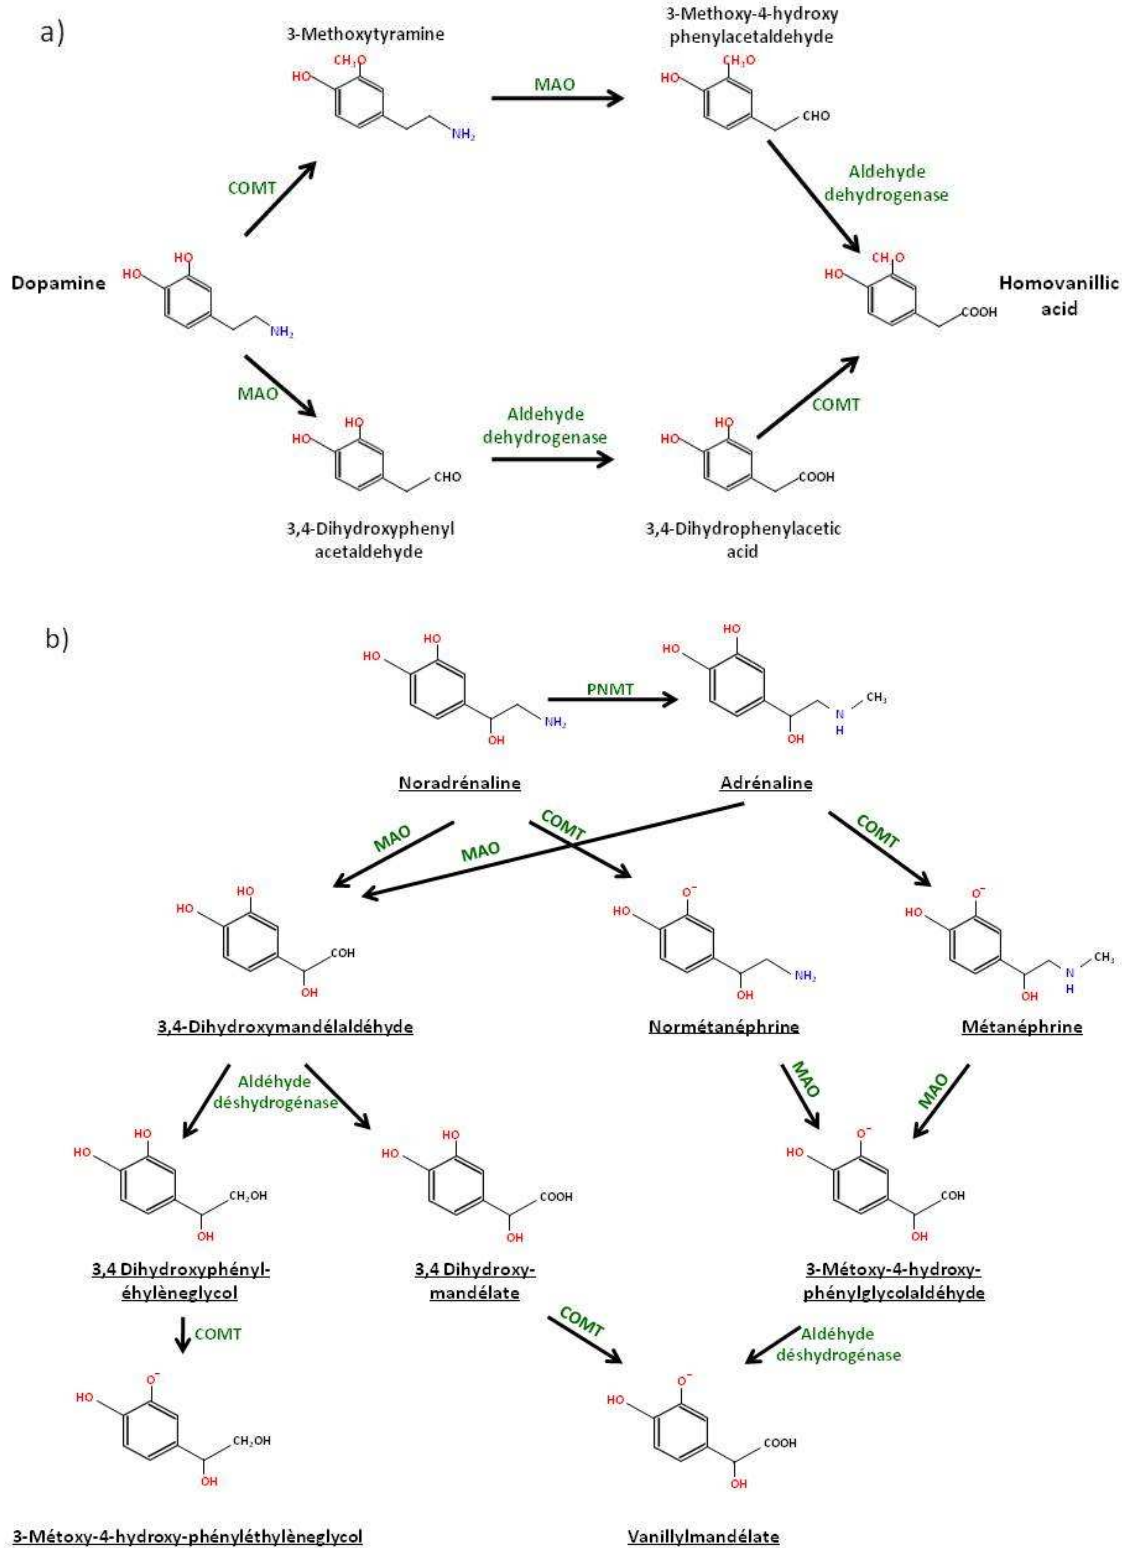 a)
3-Methoxytyramine
3-Methoxy-4-hydroxy
phenylacetaldehyde
CH₃O
HO
NH₂
MAO
CH₃O
HO
CHO
COMT
Aldehyde
dehydrogenase
Dopamine
HO
HO
NH₂
CH₃O
HO
COOH
Homovanillic
acid
MAO
HO
HO
CHO
Aldehyde
dehydrogenase
HO
HO
COOH
COMT
3,4-Dihydroxyphenyl
acetaldehyde
3,4-Dihydrophenylacetic
acid
b)
HO
HO
NH₂
OH
PNMT
HO
HO
CH₃
N
H
OH
Noradrénaline
Adrénaline
MAO
COMT
MAO
COMT
HO
HO
COH
OH
O⁻
HO
NH₂
OH
O⁻
HO
CH₃
N
H
OH
3,4-Dihydroxymandélaldéhyde
Normétanéphrine
Métanéphrine
Aldéhyde
déshydrogénase
MAO
MAO
HO
HO
CH₂OH
OH
HO
HO
COOH
OH
O⁻
HO
COH
OH
3,4 Dihydroxyphényl-
éhylèneglycol
3,4 Dihydroxy-
mandélate
3-Métoxy-4-hydroxy-
phénylglycolaldéhyde
COMT
COMT
Aldéhyde
déshydrogénase
O⁻
HO
CH₂OH
OH
O⁻
HO
COOH
OH
3-Métoxy-4-hydroxy-phényléthylèneglycol
Vanillylmandélate